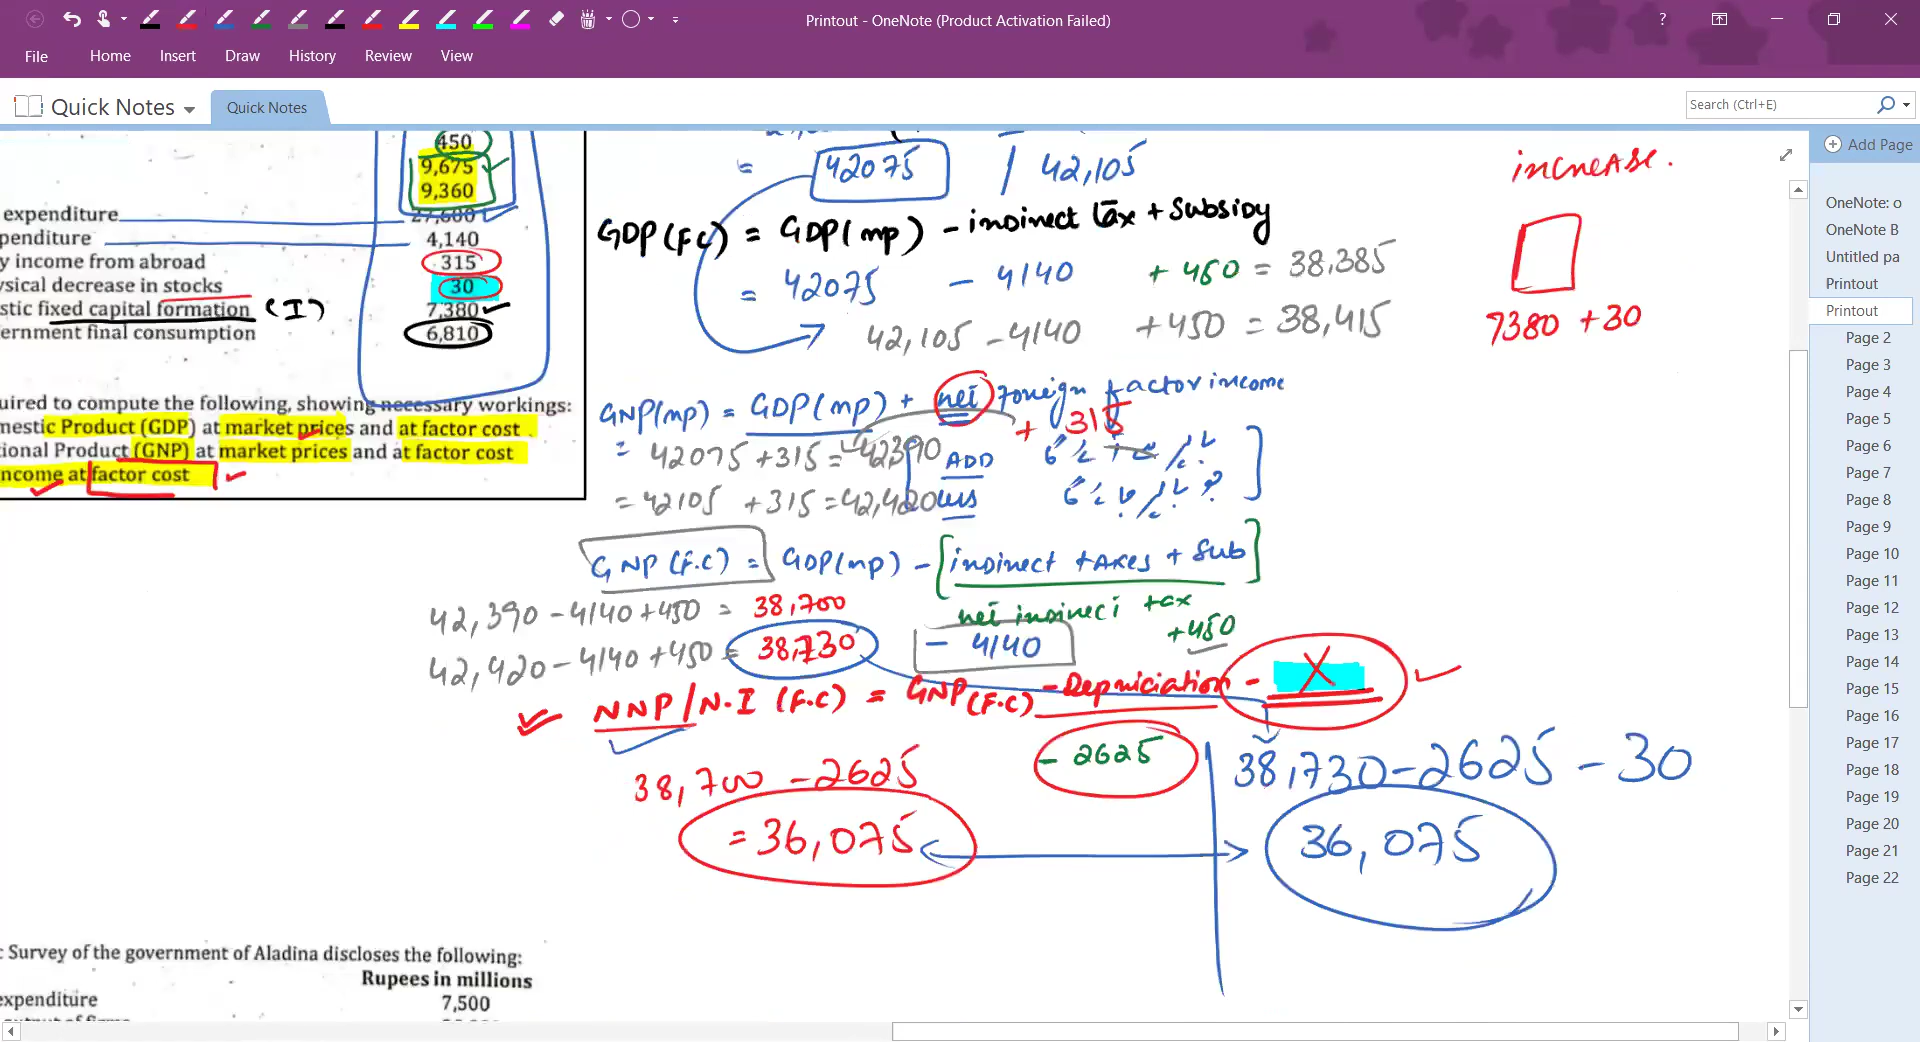 Printout - OneNote (Product Activation Failed)
File Home Insert Draw History Review View
Quick Notes Quick Notes Search (Ctrl+E)
Add Page
OneNote: o
OneNote B
Untitled pa
Printout
Printout
Page 2
Page 3
Page 4
Page 5
Page 6
Page 7
Page 8
Page 9
Page 10
Page 11
Page 12
Page 13
Page 14
Page 15
Page 16
Page 17
Page 18
Page 19
Page 20
Page 21
Page 22
450
9,675
9,360
expenditure 27,600
penditure 4,140
y income from abroad 315
ysical decrease in stocks 30
stic fixed capital formation (I) 7,380
ernment final consumption 6,810
uired to compute the following, showing necessary workings:
mestic Product (GDP) at market prices and at factor cost
ional Product (GNP) at market prices and at factor cost
ncome at factor cost
= 42075 | 42,105
GDP(FC) = GDP(mp) - indirect tax + Subsidy
= 42075 - 4140 + 450 = 38,385
42,105 - 4140 + 450 = 38,415
increase.
7380 + 30
GNP(mp) = GDP(mp) + net foreign factor income
+ 315
= 42075 + 315 = 42390
ADD
= 42105 + 315 = 42,420
less
GNP(F.C) = GDP(mp) - [indirect taxes + Sub]
net indirect tax
42,390 - 4140 + 450 = 38,700
42,420 - 4140 + 450 = 38,730
- 4140 + 450
NNP/N.I (F.C) = GNP(F.C) - Depriciation - X
- 2625
38,700 - 2625
= 36,075
38,730 - 2625 - 30
36,075
Survey of the government of Aladina discloses the following:
Rupees in millions
expenditure 7,500